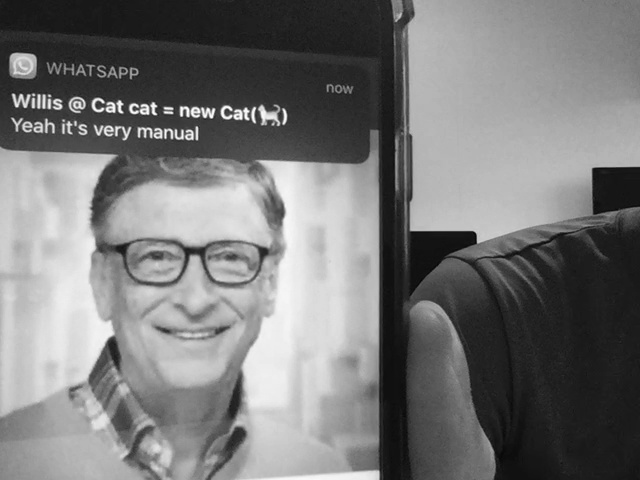 WHATSAPP
now
Willis @ Cat cat = new Cat(🐈)
Yeah it's very manual